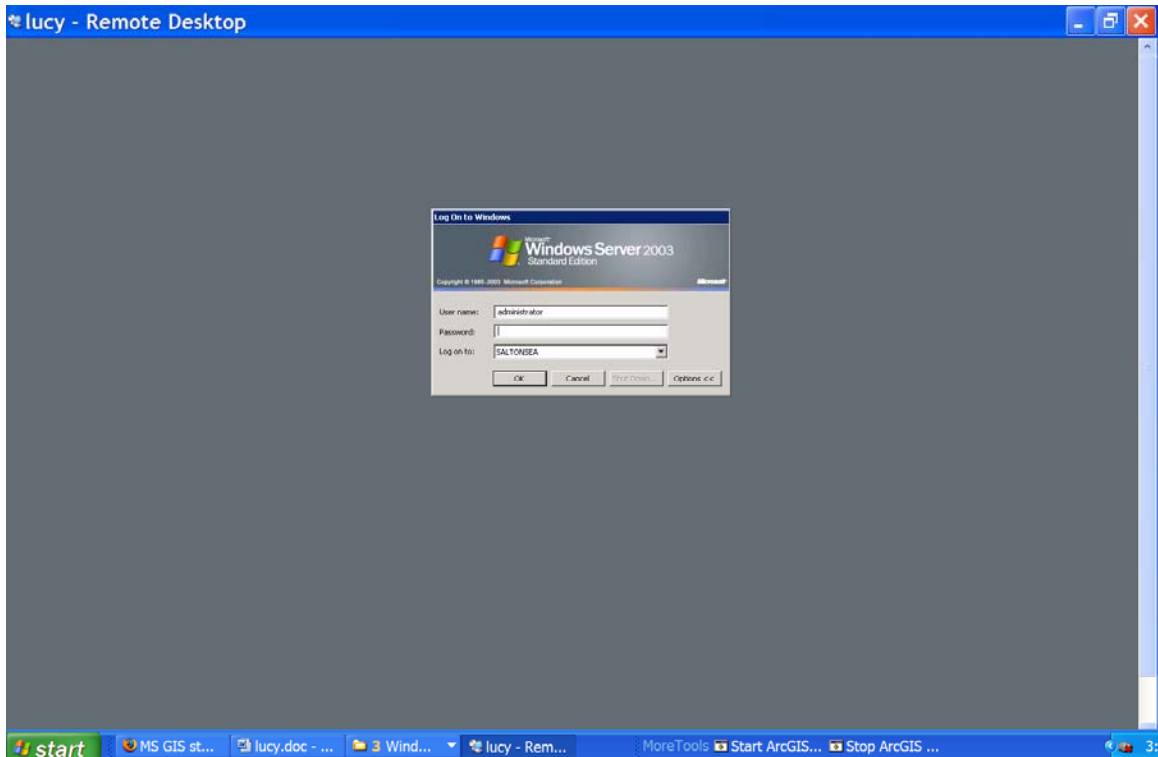 lucy - Remote Desktop
Log On to Windows
Microsoft
Windows Server 2003
Standard Edition
Copyright © 1985-2003 Microsoft Corporation
Microsoft
User name: administrator
Password:
Log on to: SALTONSEA
OK Cancel Shut Down... Options <<
start MS GIS st... lucy.doc - ... 3 Wind... lucy - Rem... MoreTools Start ArcGIS... Stop ArcGIS ... 3: